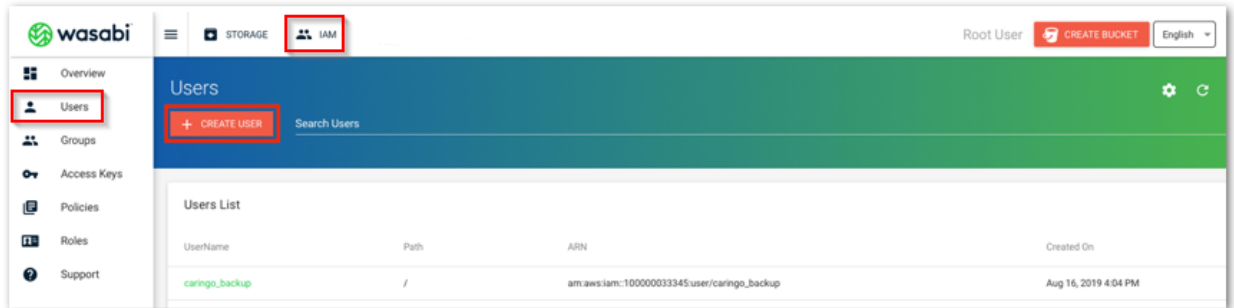 wasabi
STORAGE
IAM
Root User
CREATE BUCKET
English
Overview
Users
Groups
Access Keys
Policies
Roles
Support
Users
+ CREATE USER
Search Users
Users List
UserName Path ARN Created On
caringo_backup / arn:aws:iam::100000033345:user/caringo_backup Aug 16, 2019 4:04 PM